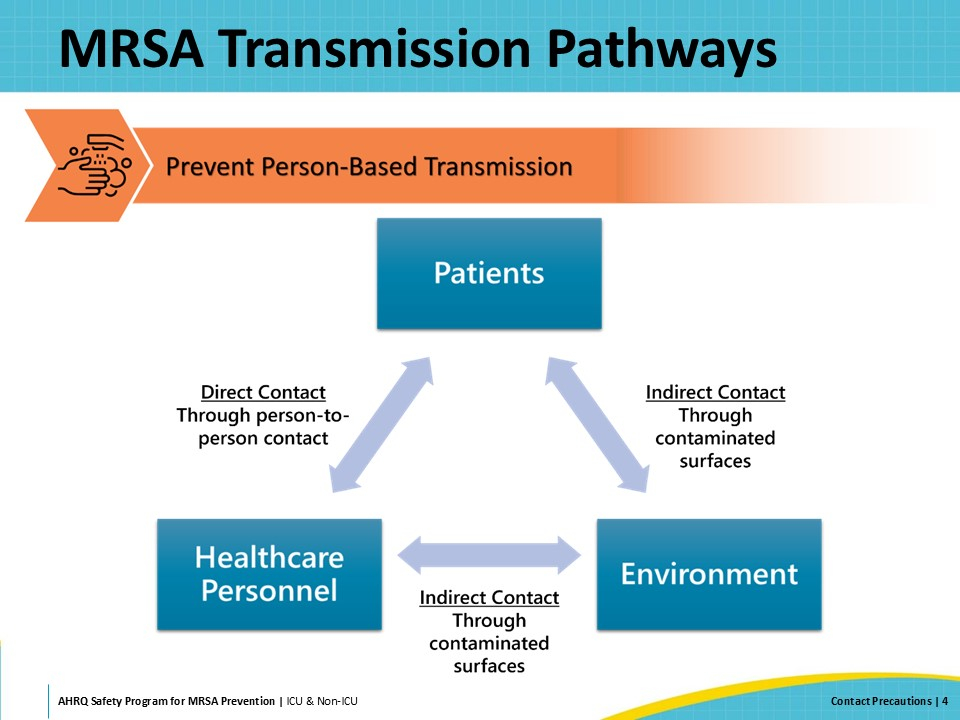 MRSA Transmission Pathways
Prevent Person-Based Transmission
Patients
Direct Contact
Through person-to-
person contact
Indirect Contact
Through
contaminated
surfaces
Healthcare
Personnel
Environment
Indirect Contact
Through
contaminated
surfaces
AHRQ Safety Program for MRSA Prevention | ICU & Non-ICU
Contact Precautions | 4